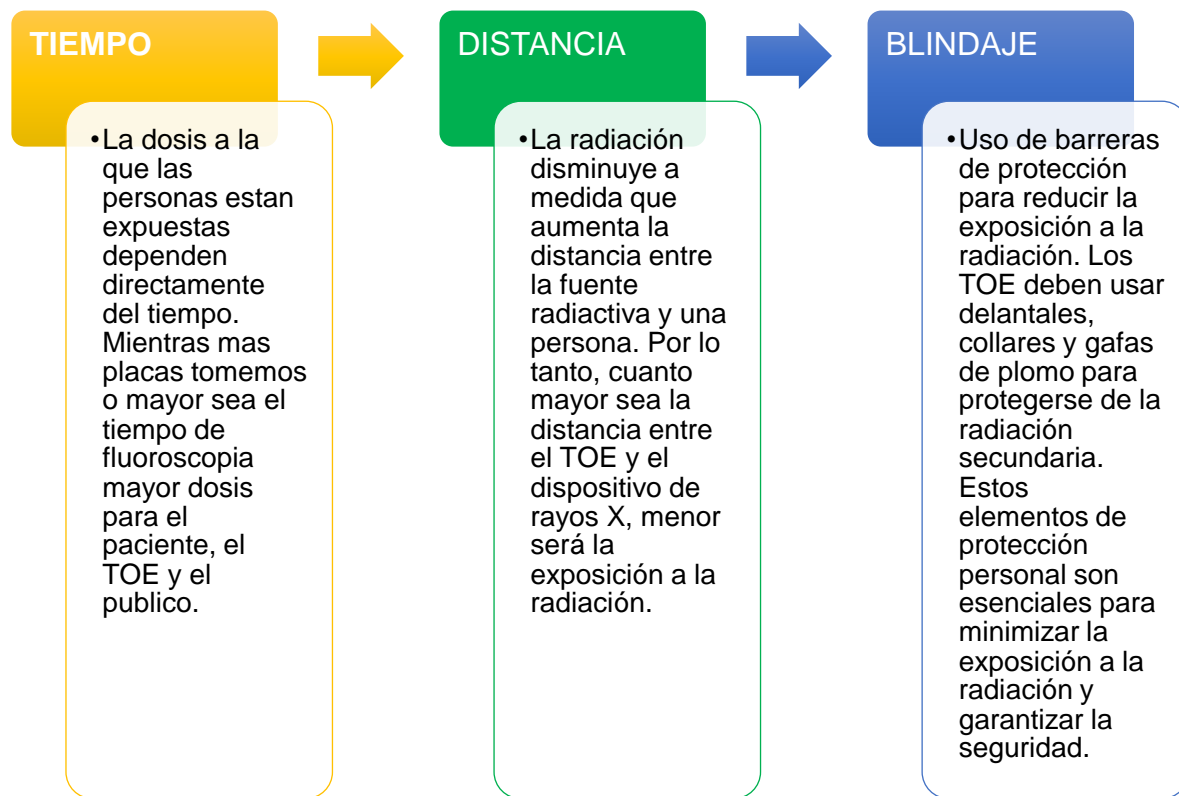 TIEMPO
•La dosis a la
que las
personas estan
expuestas
dependen
directamente
del tiempo.
Mientras mas
placas tomemos
o mayor sea el
tiempo de
fluoroscopia
mayor dosis
para el
paciente, el
TOE y el
publico.
DISTANCIA
•La radiación
disminuye a
medida que
aumenta la
distancia entre
la fuente
radiactiva y una
persona. Por lo
tanto, cuanto
mayor sea la
distancia entre
el TOE y el
dispositivo de
rayos X, menor
será la
exposición a la
radiación.
BLINDAJE
•Uso de barreras
de protección
para reducir la
exposición a la
radiación. Los
TOE deben usar
delantales,
collares y gafas
de plomo para
protegerse de la
radiación
secundaria.
Estos
elementos de
protección
personal son
esenciales para
minimizar la
exposición a la
radiación y
garantizar la
seguridad.